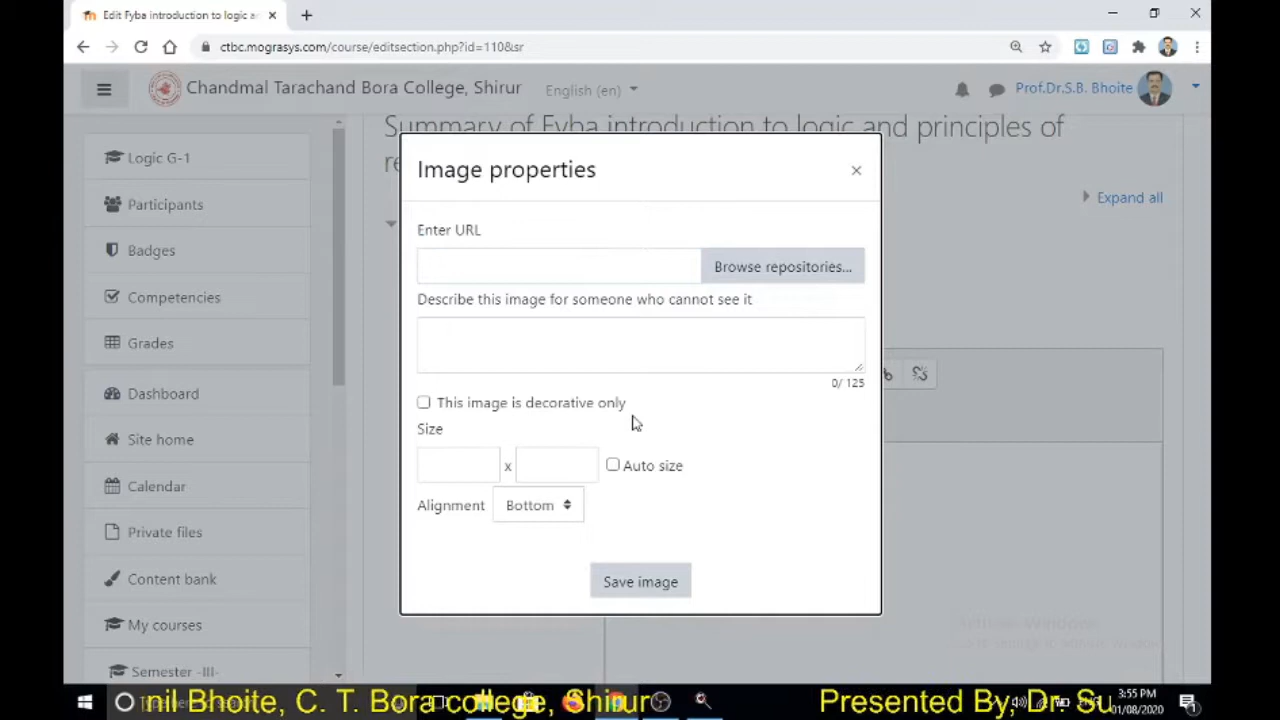 Edit Fyba introduction to logic a
ctbc.mograsys.com/course/editsection.php?id=110&sr
Chandmal Tarachand Bora College, Shirur
English (en)
Prof.Dr.S.B. Bhoite
Summary of Fyba introduction to logic and principles of
Expand all
Logic G-1
Participants
Badges
Competencies
Grades
Dashboard
Site home
Calendar
Private files
Content bank
My courses
Semester -III-
Image properties
×
Enter URL
Browse repositories...
Describe this image for someone who cannot see it
0/ 125
This image is decorative only
Size
x
Auto size
Alignment
Bottom
Save image
3:55 PM
01/08/2020
nil Bhoite, C. T. Bora college, Shirur
Presented By, Dr. Su